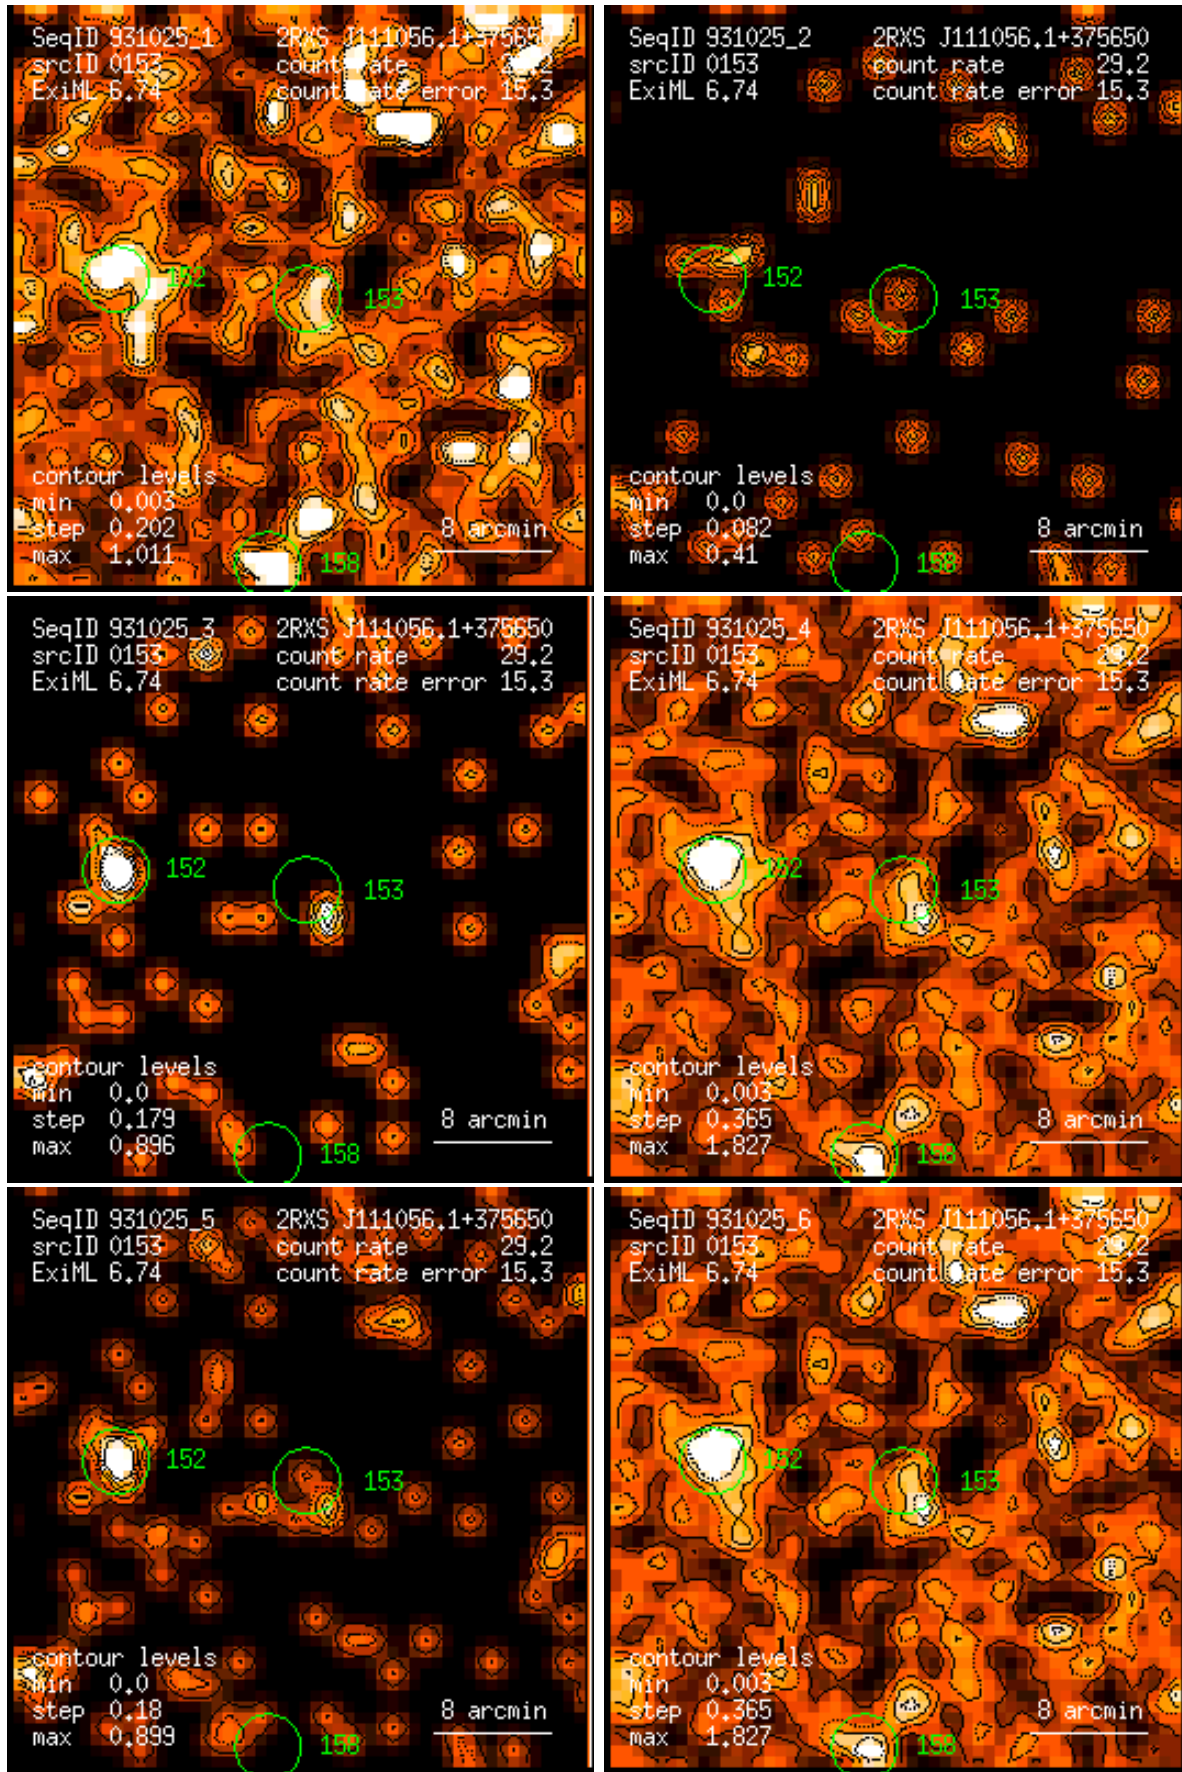 SeqID 931025_1 2RXS J111056.1+375650
srcID 0153 count rate 29.2
ExiML 6.74 count rate error 15.3
152
153
contour levels
min 0.003
step 0.202 8 arcmin
max 1.011 158
SeqID 931025_2 2RXS J111056.1+375650
srcID 0153 count rate 29.2
ExiML 6.74 count rate error 15.3
152
153
contour levels
min 0.0
step 0.082 8 arcmin
max 0.41 158
SeqID 931025_3 2RXS J111056.1+375650
srcID 0153 count rate 29.2
ExiML 6.74 count rate error 15.3
152
153
contour levels
min 0.0
step 0.179 8 arcmin
max 0.896 158
SeqID 931025_4 2RXS J111056.1+375650
srcID 0153 count rate 29.2
ExiML 6.74 count rate error 15.3
152
153
contour levels
min 0.003
step 0.365 8 arcmin
max 1.827 158
SeqID 931025_5 2RXS J111056.1+375650
srcID 0153 count rate 29.2
ExiML 6.74 count rate error 15.3
152
153
contour levels
min 0.0
step 0.18 8 arcmin
max 0.899 158
SeqID 931025_6 2RXS J111056.1+375650
srcID 0153 count rate 29.2
ExiML 6.74 count rate error 15.3
152
153
contour levels
min 0.003
step 0.365 8 arcmin
max 1.827 158